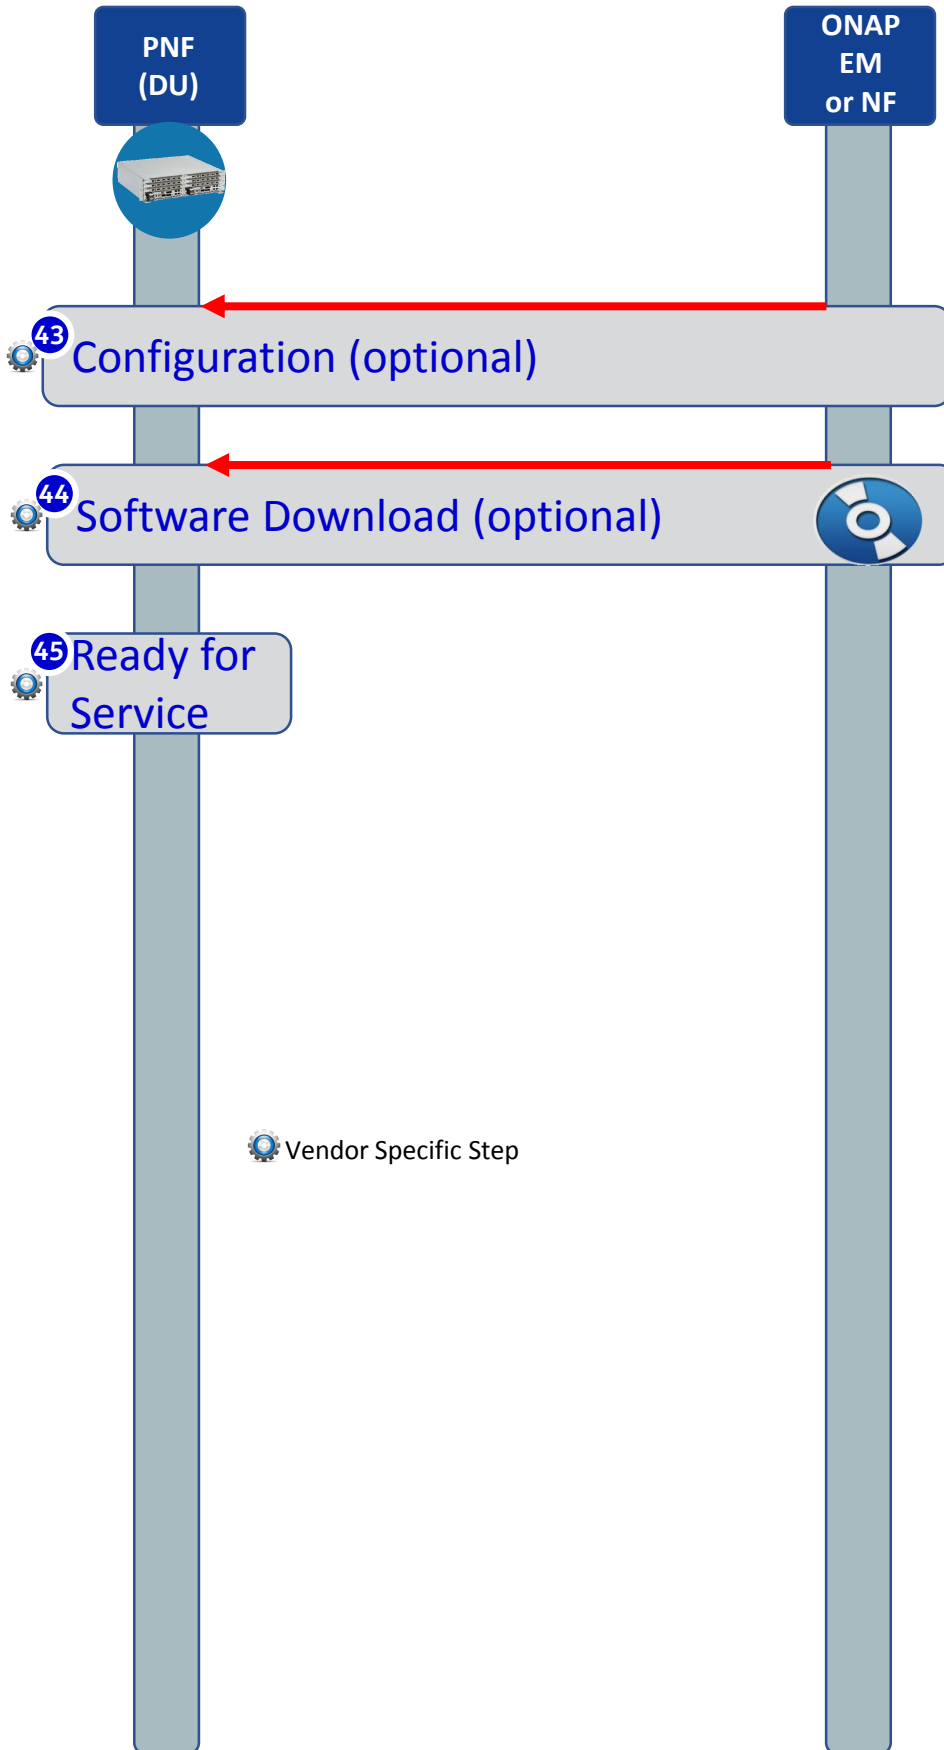 PNF
(DU)
ONAP
EM
or NF
43
Configuration (optional)
44
Software Download (optional)
45
Ready for
Service
Vendor Specific Step